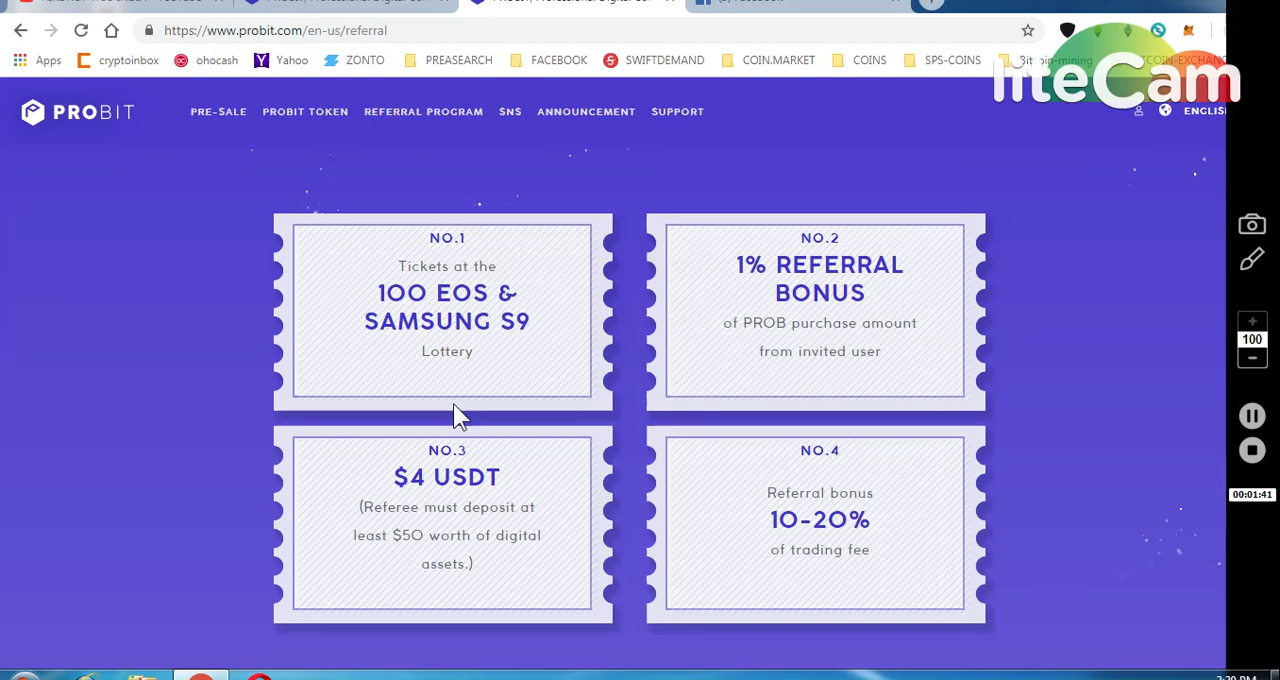 https://www.probit.com/en-us/referral
Apps cryptoinbox ohocash Yahoo ZONTO PREASEARCH FACEBOOK SWIFTDEMAND COIN.MARKET COINS SPS-COINS
liteCam
PROBIT PRE-SALE PROBIT TOKEN REFERRAL PROGRAM SNS ANNOUNCEMENT SUPPORT ENGLIS
NO.1
Tickets at the
100 EOS &
SAMSUNG S9
Lottery
NO.2
1% REFERRAL
BONUS
of PROB purchase amount
from invited user
NO.3
$4 USDT
(Referee must deposit at
least $50 worth of digital
assets.)
NO.4
Referral bonus
10-20%
of trading fee
100
00:01:41